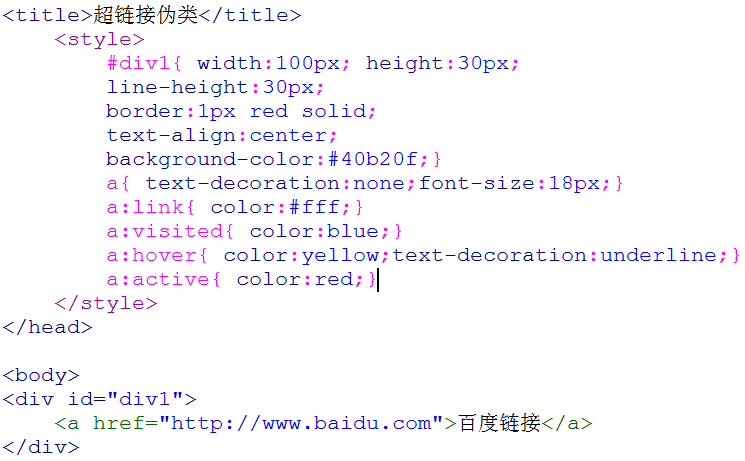 <title>超链接伪类</title>
<style>
#div1{ width:100px; height:30px;
line-height:30px;
border:1px red solid;
text-align:center;
background-color:#40b20f;}
a{ text-decoration:none;font-size:18px;}
a:link{ color:#fff;}
a:visited{ color:blue;}
a:hover{ color:yellow;text-decoration:underline;}
a:active{ color:red;}
</style>
</head>
<body>
<div id="div1">
<a href="http://www.baidu.com">百度链接</a>
</div>